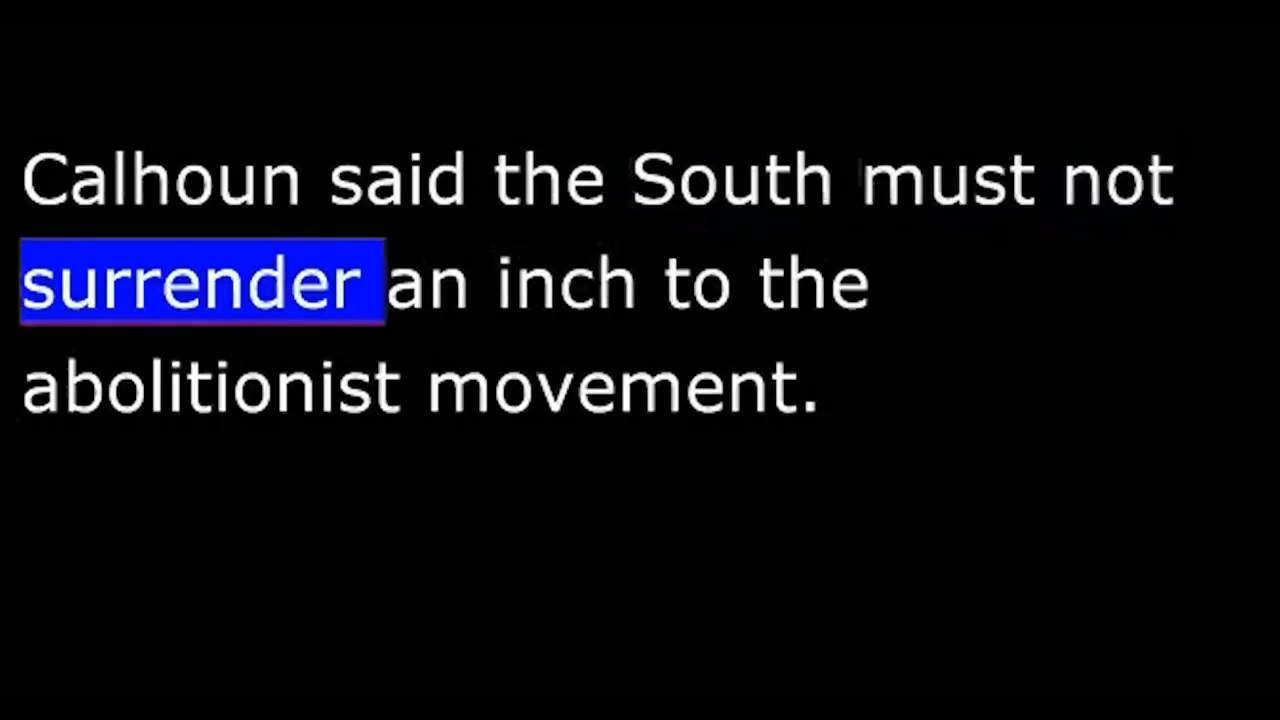 Calhoun said the South must not
surrender an inch to the
abolitionist movement.